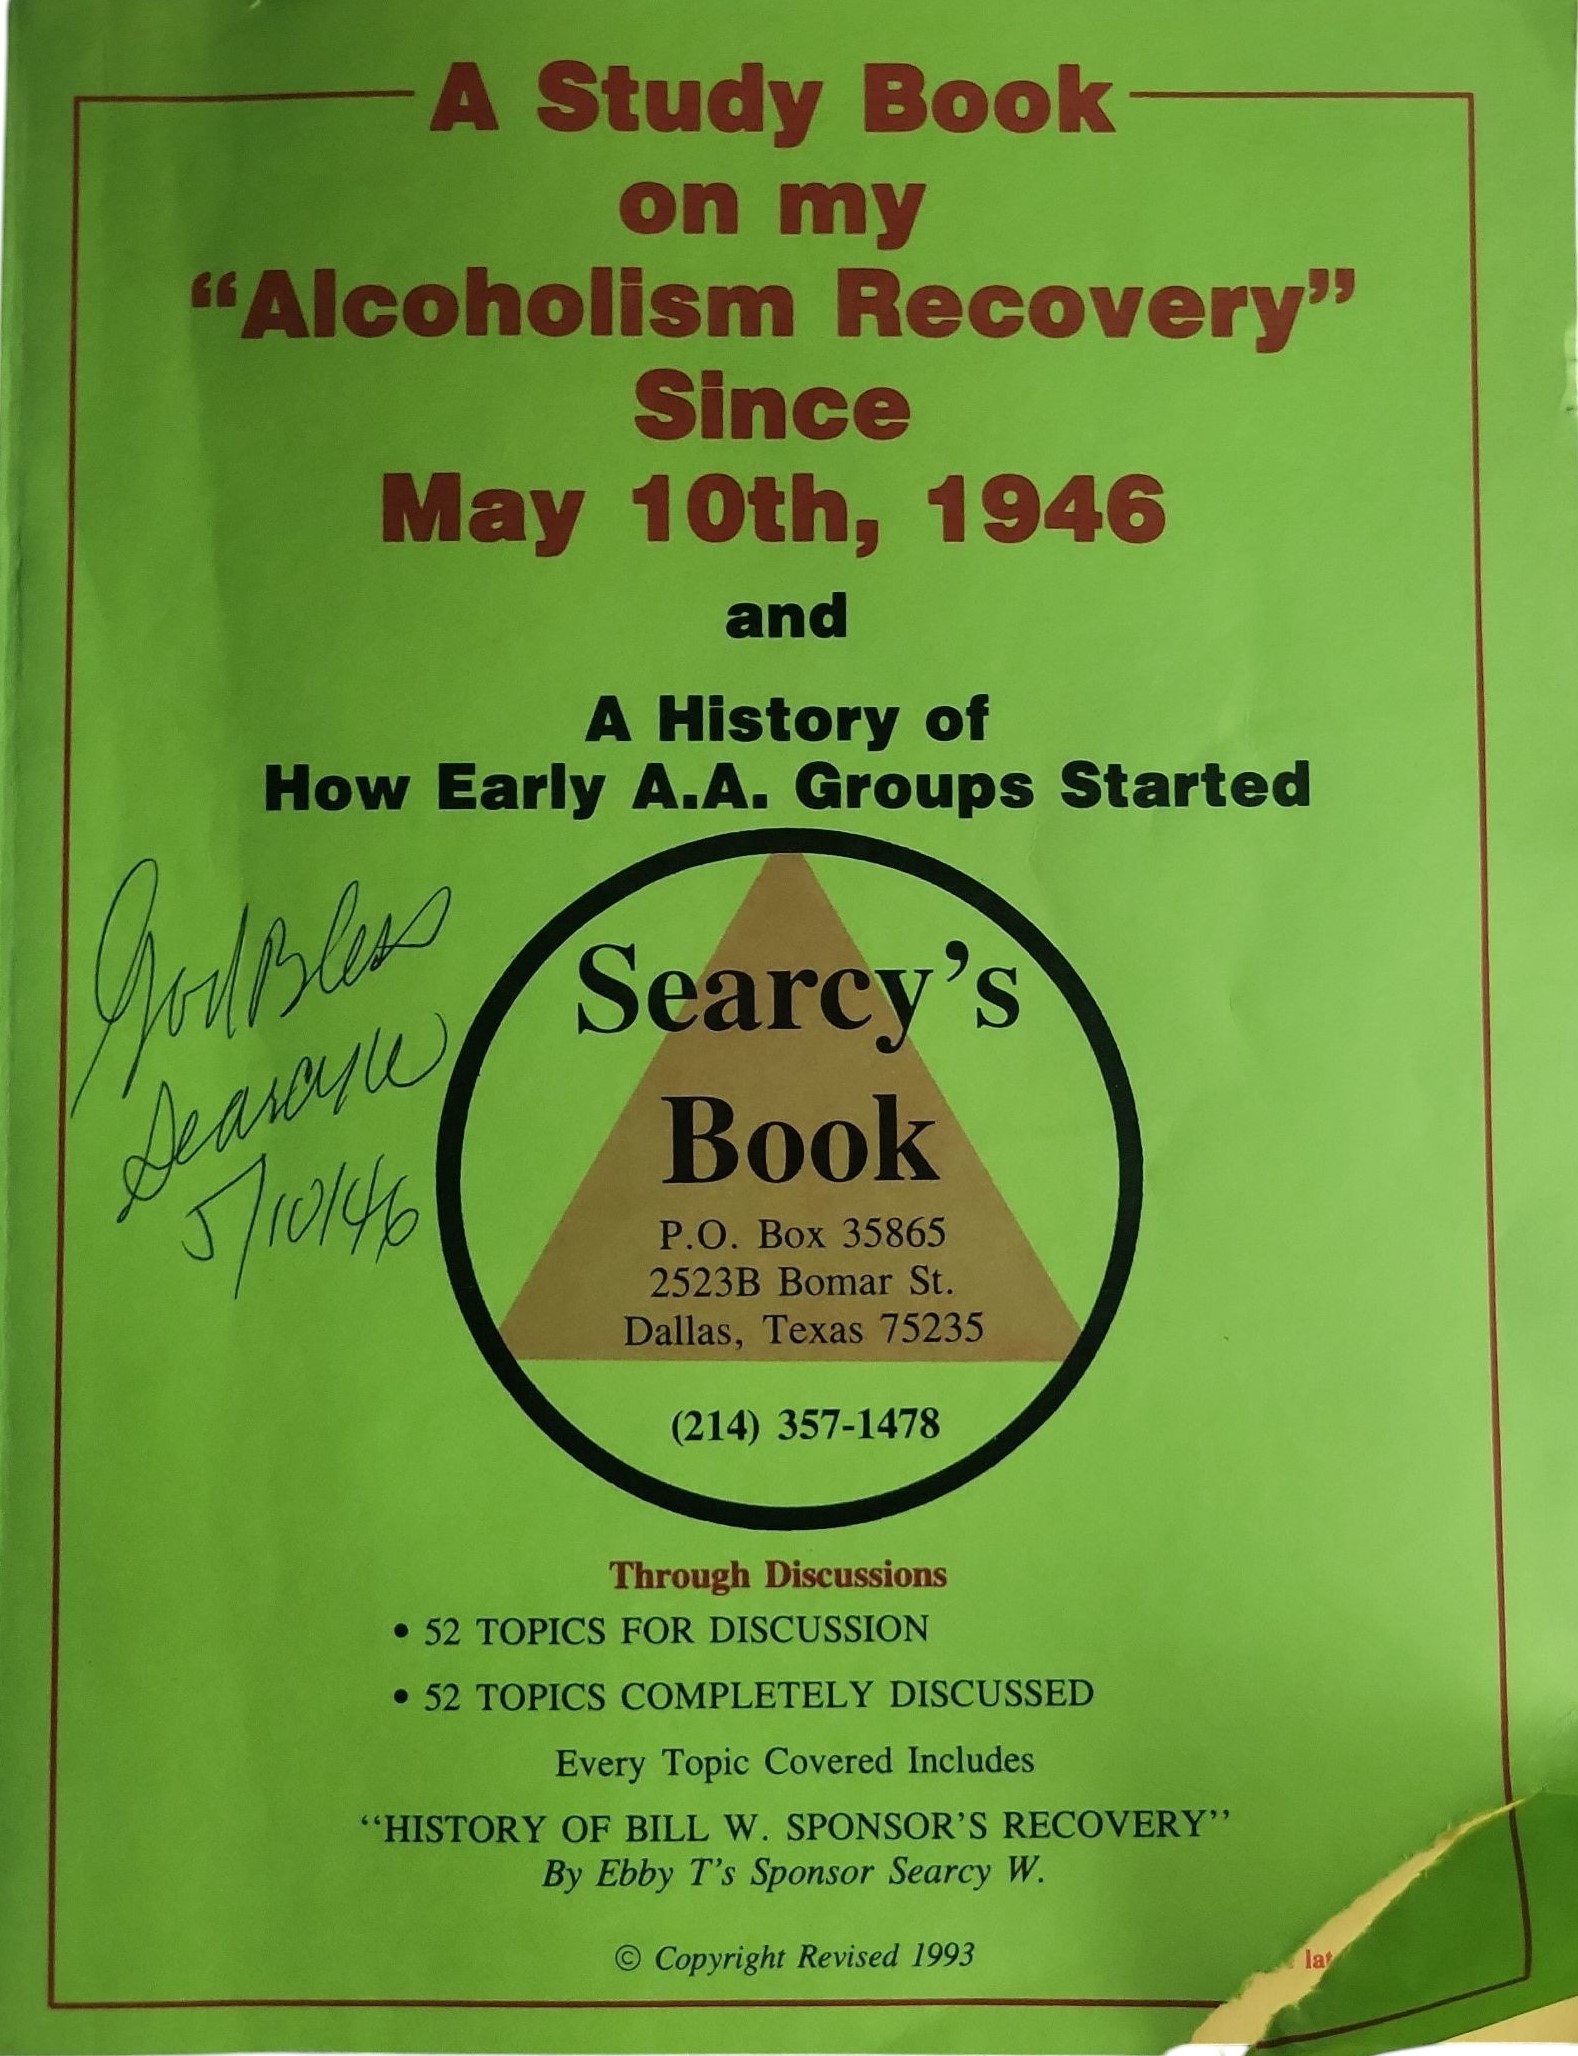 A Study Book
on my
“Alcoholism Recovery”
Since
May 10th, 1946
and
A History of
How Early A.A. Groups Started
God Bless
Searcy W
5/10/46
Searcy's
Book
P.O. Box 35865
2523B Bomar St.
Dallas, Texas 75235
(214) 357-1478
Through Discussions
• 52 TOPICS FOR DISCUSSION
• 52 TOPICS COMPLETELY DISCUSSED
Every Topic Covered Includes
“HISTORY OF BILL W. SPONSOR'S RECOVERY”
By Ebby T's Sponsor Searcy W.
© Copyright Revised 1993